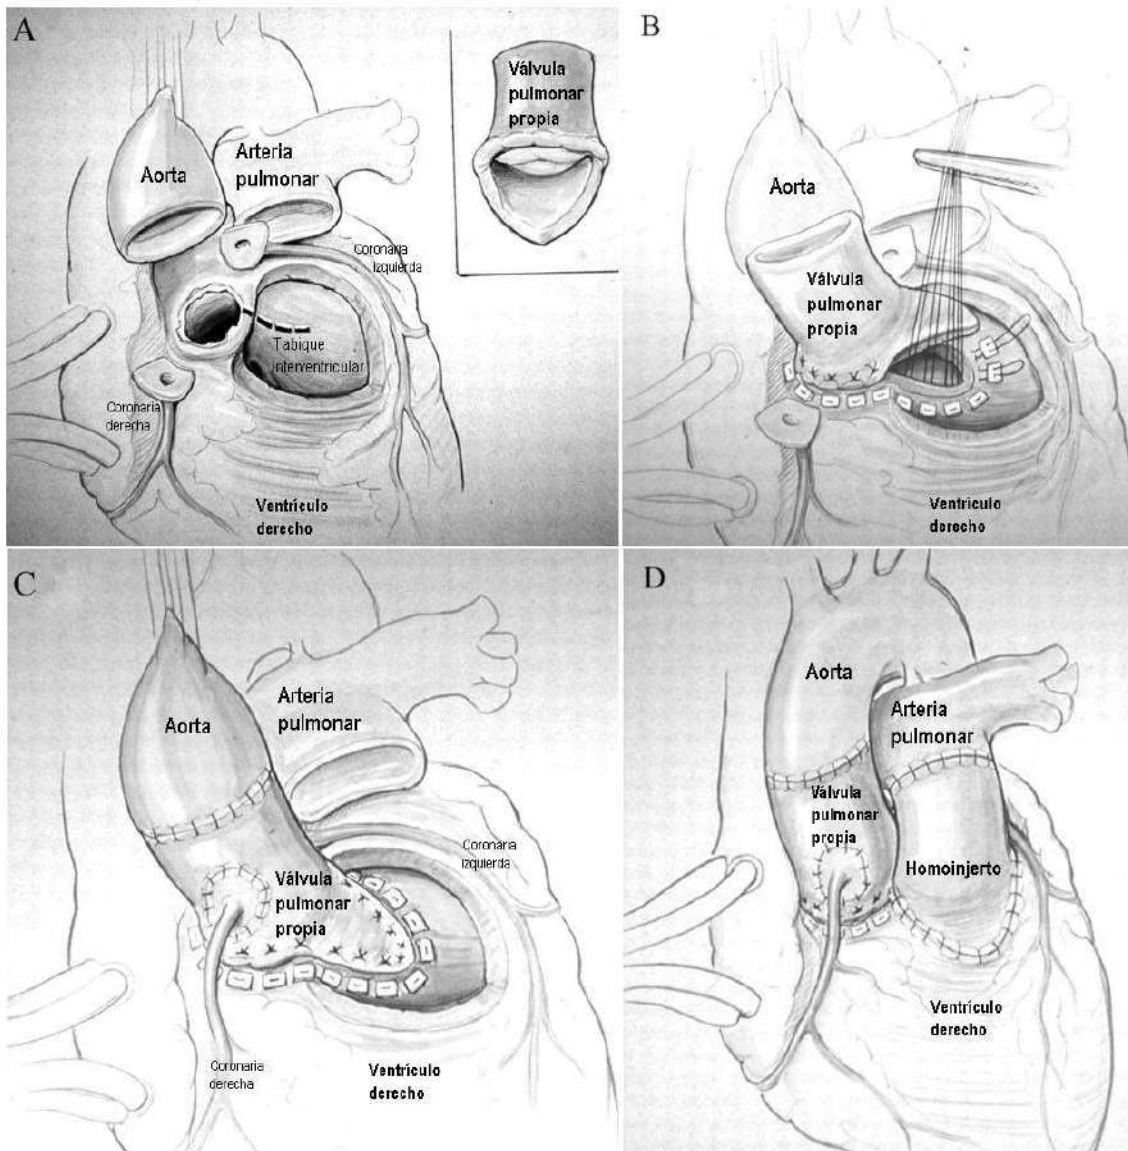 A
Aorta
Arteria
pulmonar
Válvula
pulmonar
propia
Coronaria
izquierda
Tabique
interventricular
Coronaria
derecha
Ventrículo
derecho
B
Aorta
Válvula
pulmonar
propia
Ventrículo
derecho
C
Aorta
Arteria
pulmonar
Coronaria
izquierda
Válvula
pulmonar
propia
Coronaria
derecha
Ventrículo
derecho
D
Aorta
Arteria
pulmonar
Válvula
pulmonar
propia
Homoinjerto
Ventrículo
derecho